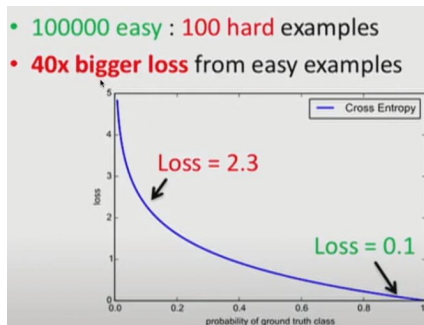 • 100000 easy : 100 hard examples
• 40x bigger loss from easy examples
5
Cross Entropy
4
Loss = 2.3
3
loss
2
Loss = 0.1
1
0
0.0 0.2 0.4 0.6 0.8 1
probability of ground truth class